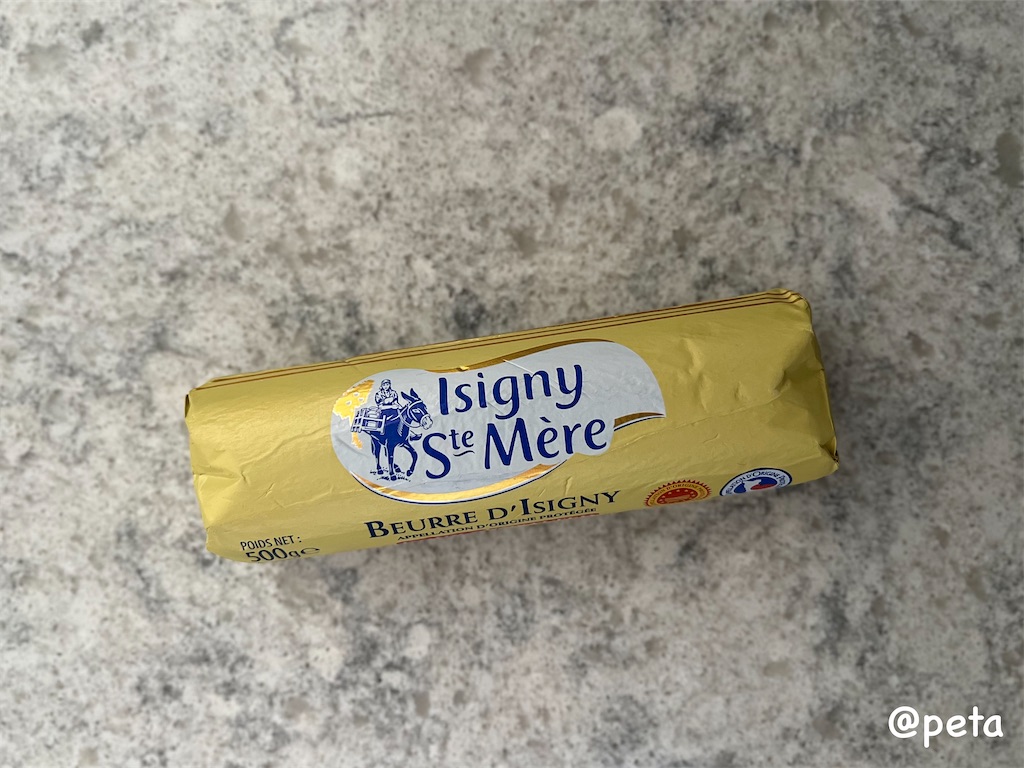 Isigny
Ste Mère
BEURRE D'ISIGNY
APPELLATION D'ORIGINE PROTÉGÉE
POIDS NET :
500g℮
@peta